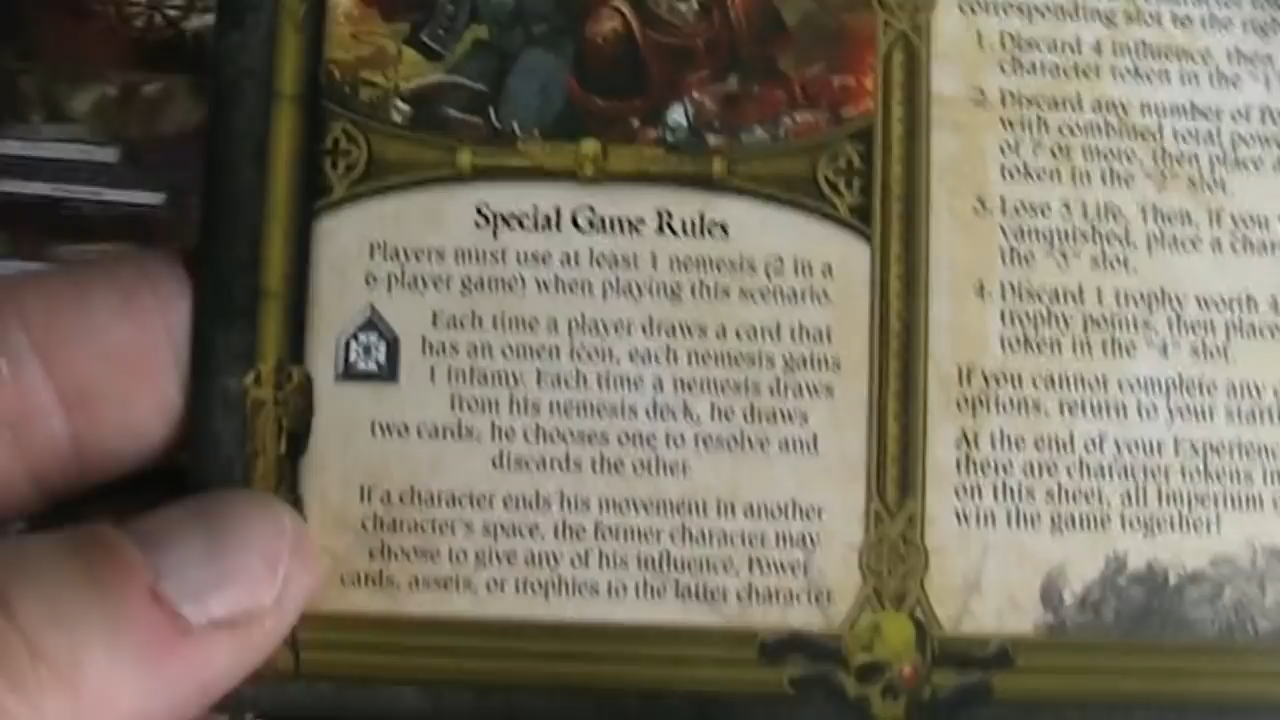 Special Game Rules
Players must use at least 1 nemesis (2 in a
6-player game) when playing this scenario.
Each time a player draws a card that
has an omen icon, each nemesis gains
1 infamy. Each time a nemesis draws
from his nemesis deck, he draws
two cards, he chooses one to resolve and
discards the other.
If a character ends his movement in another
character's space, the former character may
choose to give any of his influence, Power
cards, assets, or trophies to the latter character
corresponding slot to the right
1. Discard 4 influence, then
character token in the
2. Discard any number of
with combined total
of 7 or more, then place
token in the "2" slot.
3. Lose 3 Life. Then, if you
vanquished, place a
the "3" slot.
4. Discard 1 trophy worth 4
trophy points, then place
token in the "4" slot.
If you cannot complete any
options, return to your
At the end of your
there are character tokens
on this sheet, all Imperium
win the game together!